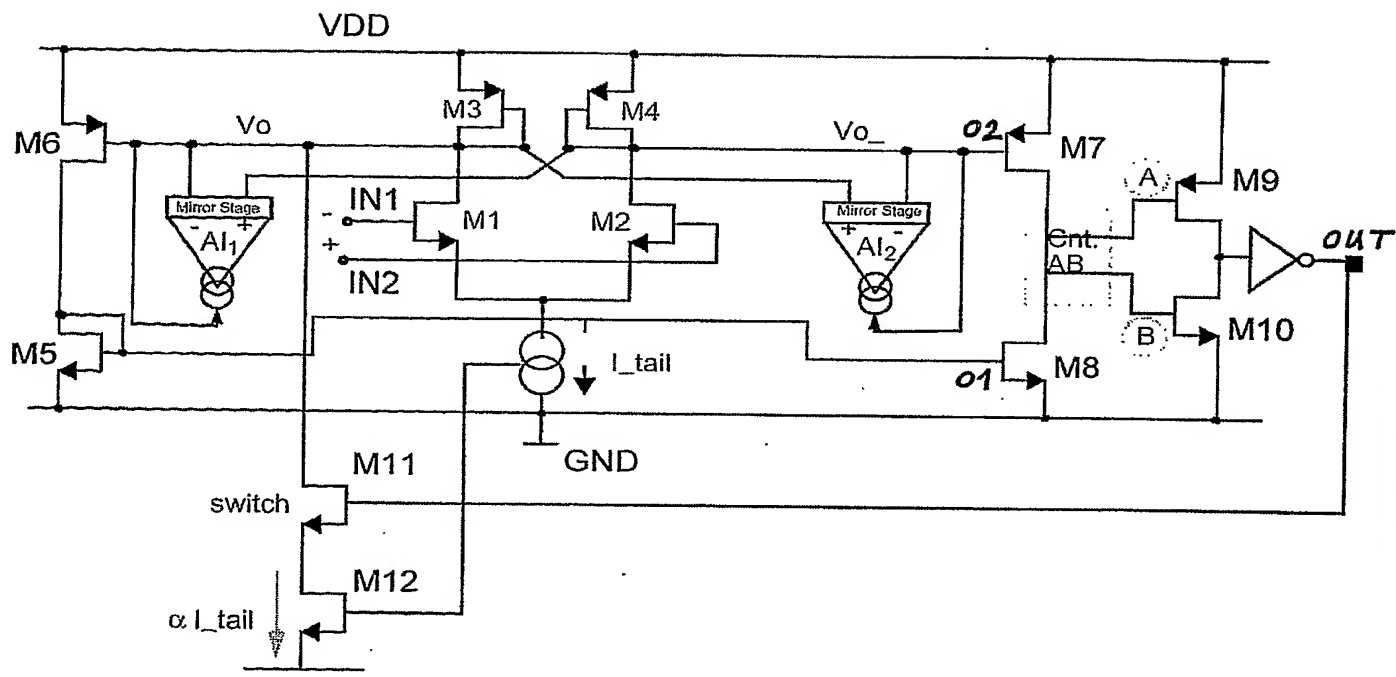 VDD
M3
M4
M6
Vo
Vo_
O2
M7
A
M9
Mirror Stage
- +
AI1
IN1
-
+
IN2
M1
M2
Mirror Stage
+ -
AI2
Cnt.
AB
OUT
B
M10
M5
I_tail
O1
M8
GND
M11
switch
M12
α I_tail